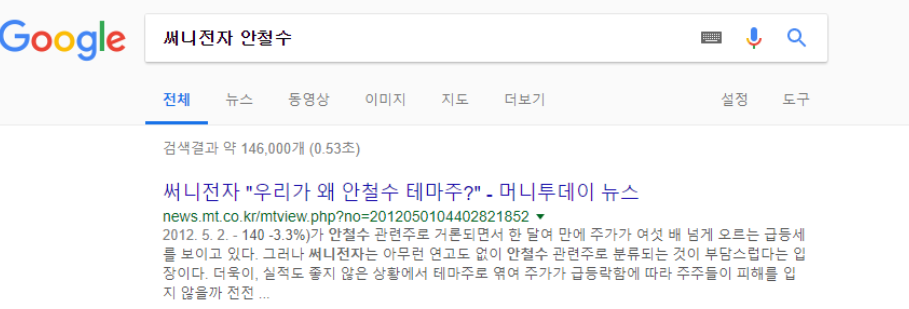 Google 써니전자 안철수
전체 뉴스 동영상 이미지 지도 더보기 설정 도구
검색결과 약 146,000개 (0.53초)
써니전자 "우리가 왜 안철수 테마주?" - 머니투데이 뉴스
news.mt.co.kr/mtview.php?no=2012050104402821852 ▼
2012. 5. 2. - 140 -3.3%)가 안철수 관련주로 거론되면서 한 달여 만에 주가가 여섯 배 넘게 오르는 급등세
를 보이고 있다. 그러나 써니전자는 아무런 연고도 없이 안철수 관련주로 분류되는 것이 부담스럽다는 입
장이다. 더욱이, 실적도 좋지 않은 상황에서 테마주로 엮여 주가가 급등락함에 따라 주주들이 피해를 입
지 않을까 전전 ...